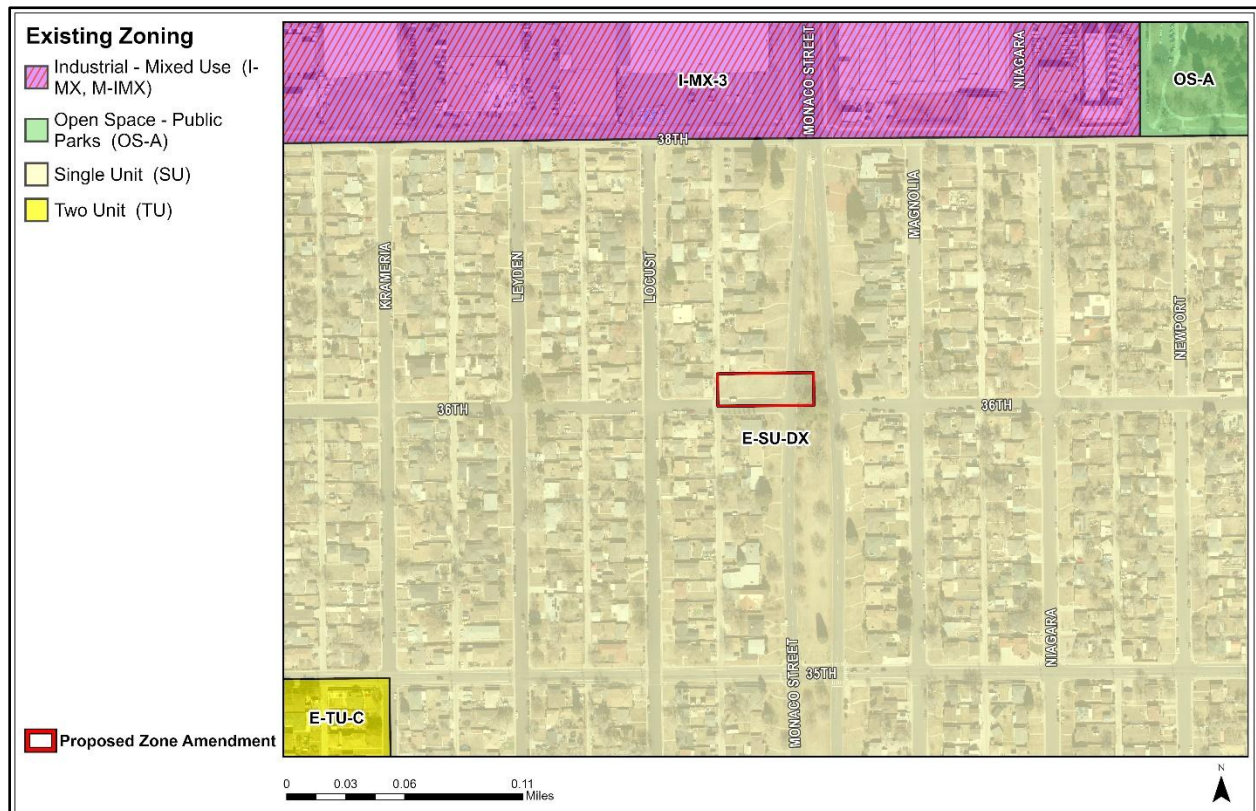 Existing Zoning
Industrial - Mixed Use (I-
MX, M-IMX)
Open Space - Public
Parks (OS-A)
Single Unit (SU)
Two Unit (TU)
Proposed Zone Amendment
MONACO STREET
NIAGARA
I-MX-3
OS-A
38TH
KRAMERIA
LEYDEN
LOCUST
MAGNOLIA
NEWPORT
36TH
36TH
E-SU-DX
NIAGARA
MONACO STREET
35TH
E-TU-C
0 0.03 0.06 0.11
Miles
N